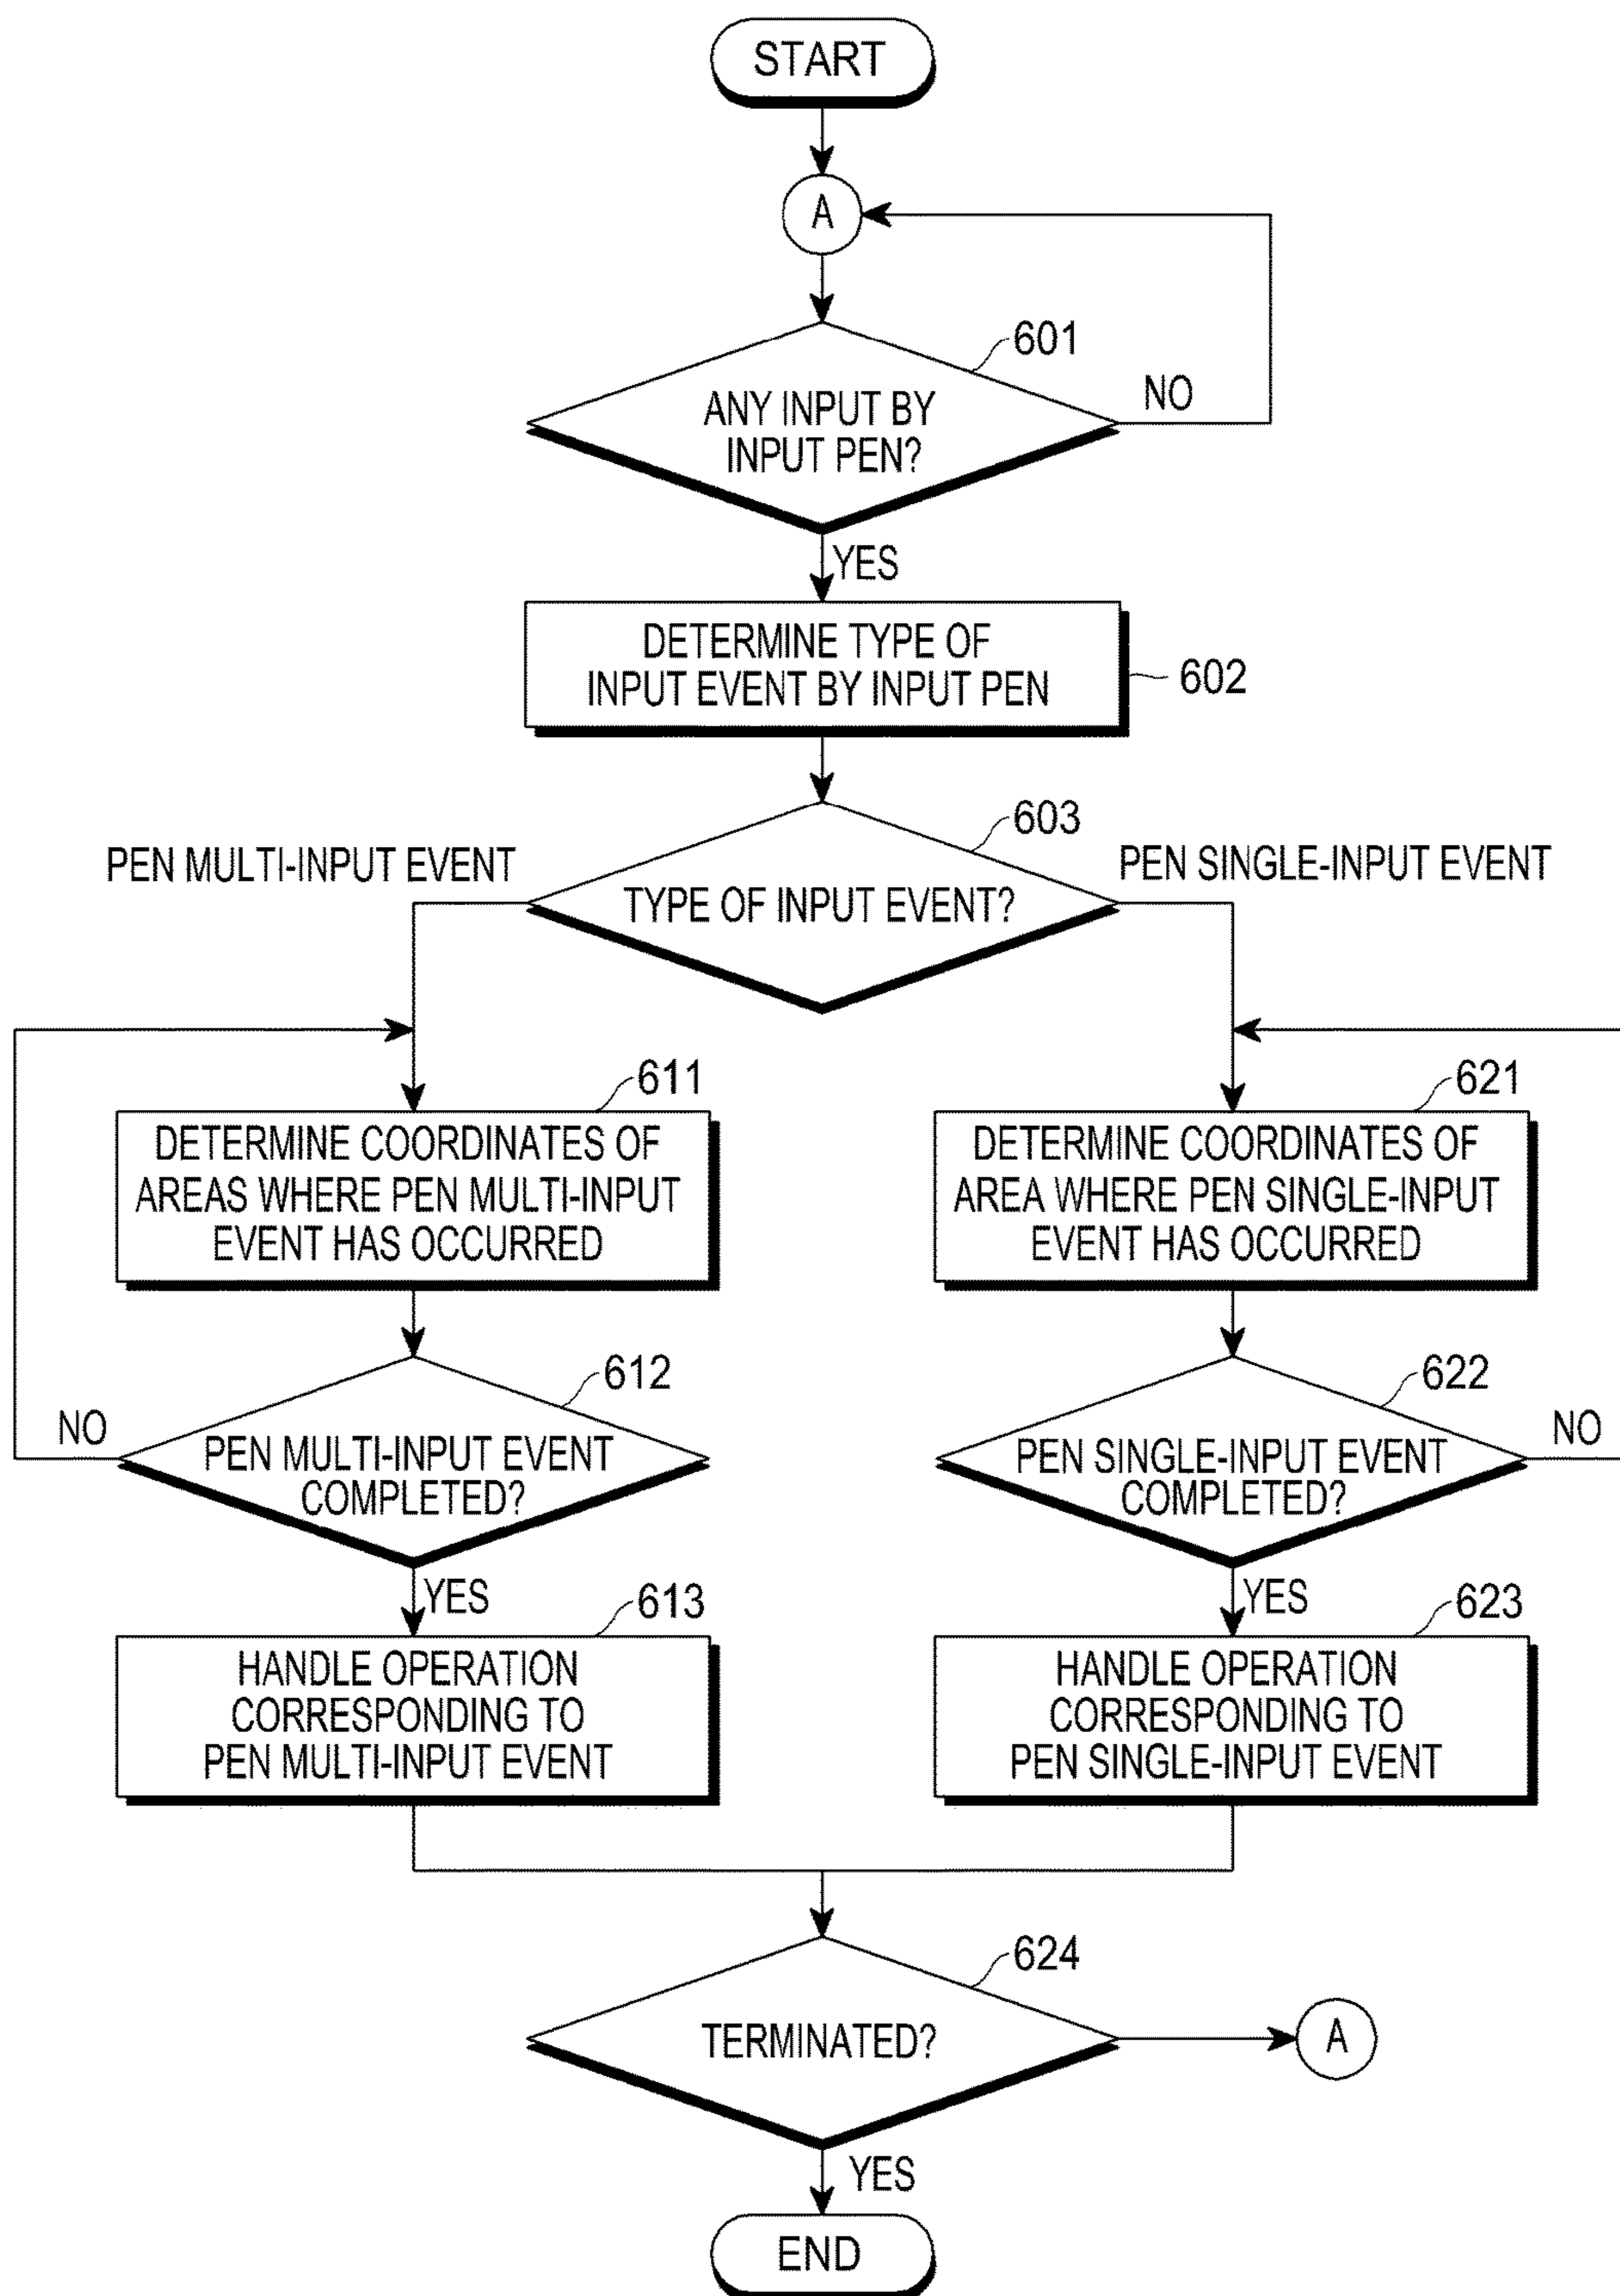 START
A
601
ANY INPUT BY
INPUT PEN?
NO
YES
DETERMINE TYPE OF
INPUT EVENT BY INPUT PEN
602
603
PEN MULTI-INPUT EVENT
TYPE OF INPUT EVENT?
PEN SINGLE-INPUT EVENT
611
DETERMINE COORDINATES OF
AREAS WHERE PEN MULTI-INPUT
EVENT HAS OCCURRED
612
NO
PEN MULTI-INPUT EVENT
COMPLETED?
YES
613
HANDLE OPERATION
CORRESPONDING TO
PEN MULTI-INPUT EVENT
621
DETERMINE COORDINATES OF
AREA WHERE PEN SINGLE-INPUT
EVENT HAS OCCURRED
622
PEN SINGLE-INPUT EVENT
COMPLETED?
NO
YES
623
HANDLE OPERATION
CORRESPONDING TO
PEN SINGLE-INPUT EVENT
624
TERMINATED?
A
YES
END